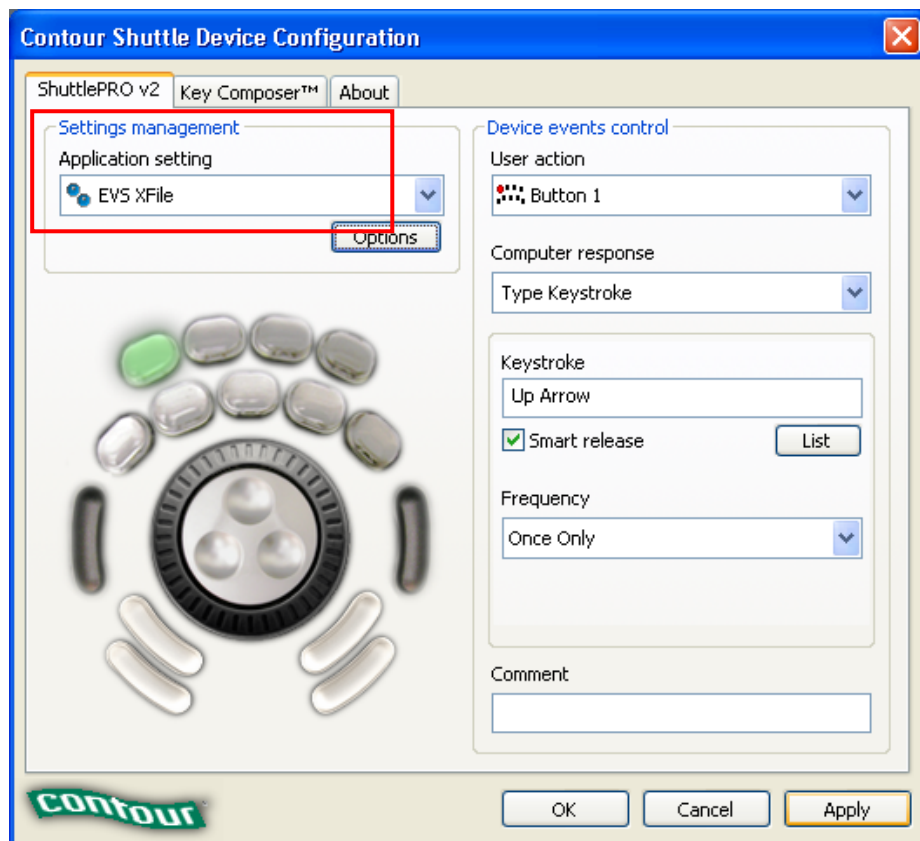 Contour Shuttle Device Configuration
ShuttlePRO v2
Key Composer™
About
Settings management
Application setting
EVS XFile
Options
Device events control
User action
Button 1
Computer response
Type Keystroke
Keystroke
Up Arrow
Smart release
List
Frequency
Once Only
Comment
contour
OK
Cancel
Apply